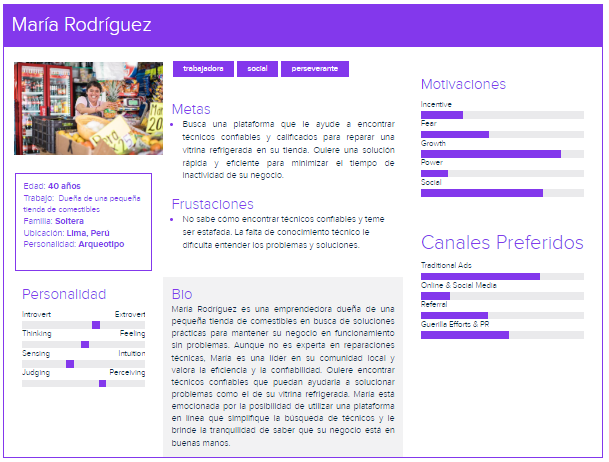 María Rodríguez
trabajadora
social
perseverante
Metas
Busca una plataforma que le ayude a encontrar
técnicos confiables y calificados para reparar una
vitrina refrigerada en su tienda. Quiere una solución
rápida y eficiente para minimizar el tiempo de
inactividad de su negocio.
Frustaciones
No sabe cómo encontrar técnicos confiables y teme
ser estafada. La falta de conocimiento técnico le
dificulta entender los problemas y soluciones.
Edad: 40 años
Trabajo: Dueña de una pequeña
tienda de comestibles
Familia: Soltera
Ubicación: Lima, Perú
Personalidad: Arqueotipo
Personalidad
Introvert Extrovert
Thinking Feeling
Sensing Intuition
Judging Perceiving
Bio
María Rodríguez es una emprendedora dueña de una
pequeña tienda de comestibles en busca de soluciones
prácticas para mantener su negocio en funcionamiento
sin problemas. Aunque no es experta en reparaciones
técnicas, María es una líder en su comunidad local y
valora la eficiencia y la confiabilidad. Quiere encontrar
técnicos confiables que puedan ayudarla a solucionar
problemas como el de su vitrina refrigerada. María está
emocionada por la posibilidad de utilizar una plataforma
en línea que simplifique la búsqueda de técnicos y le
brinde la tranquilidad de saber que su negocio está en
buenas manos.
Motivaciones
Incentive
Fear
Growth
Power
Social
Canales Preferidos
Traditional Ads
Online & Social Media
Referral
Guerilla Efforts & PR